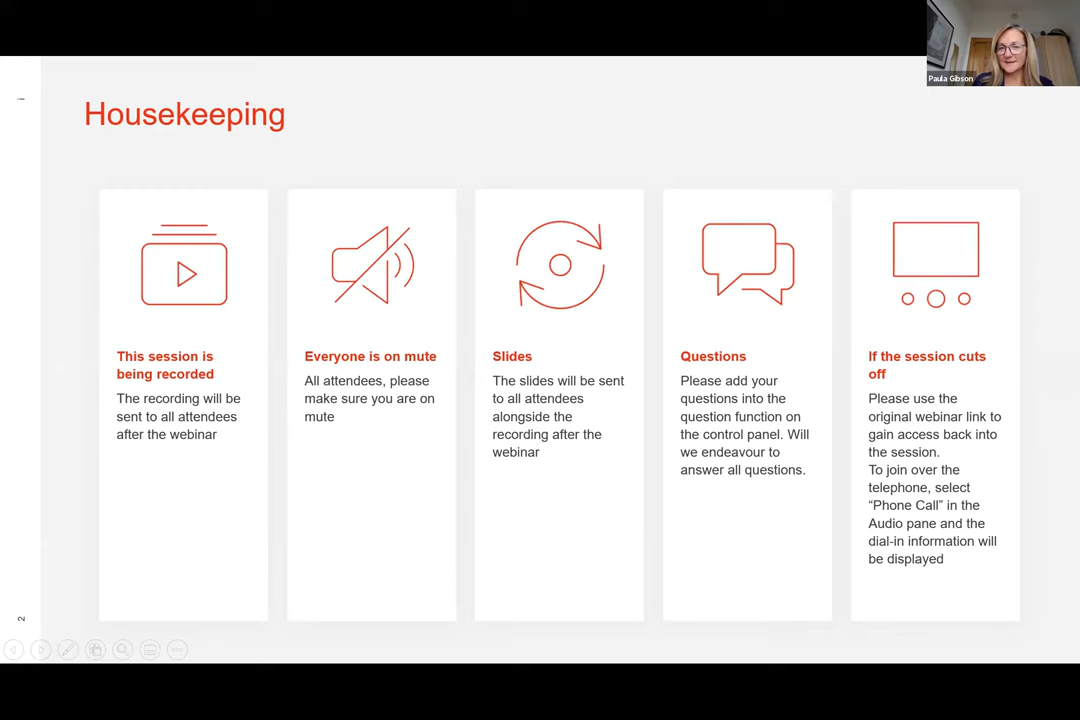 Paula Gibson
Housekeeping
This session is
being recorded
The recording will be
sent to all attendees
after the webinar
Everyone is on mute
All attendees, please
make sure you are on
mute
Slides
The slides will be sent
to all attendees
alongside the
recording after the
webinar
Questions
Please add your
questions into the
question function on
the control panel. Will
we endeavour to
answer all questions.
If the session cuts
off
Please use the
original webinar link to
gain access back into
the session.
To join over the
telephone, select
“Phone Call” in the
Audio pane and the
dial-in information will
be displayed
2